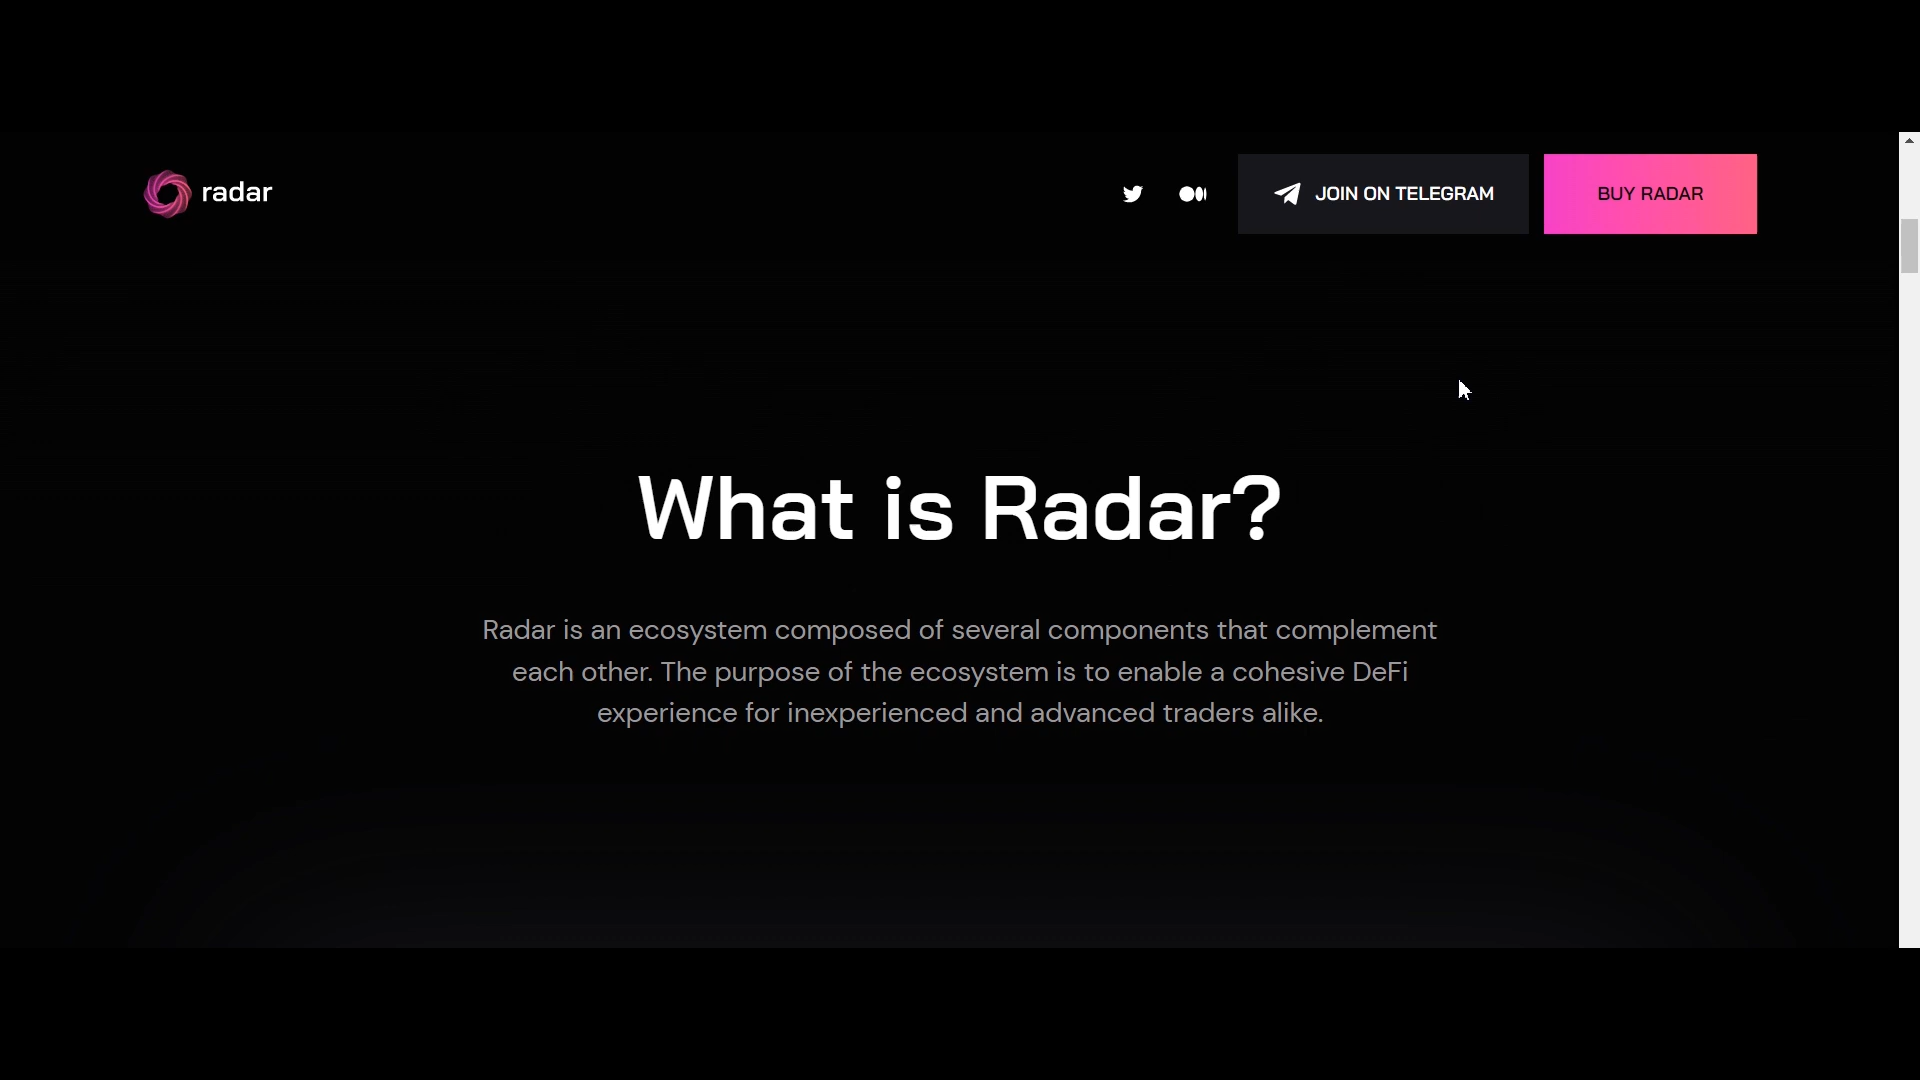 radar
JOIN ON TELEGRAM
BUY RADAR
What is Radar?
Radar is an ecosystem composed of several components that complement
each other. The purpose of the ecosystem is to enable a cohesive DeFi
experience for inexperienced and advanced traders alike.